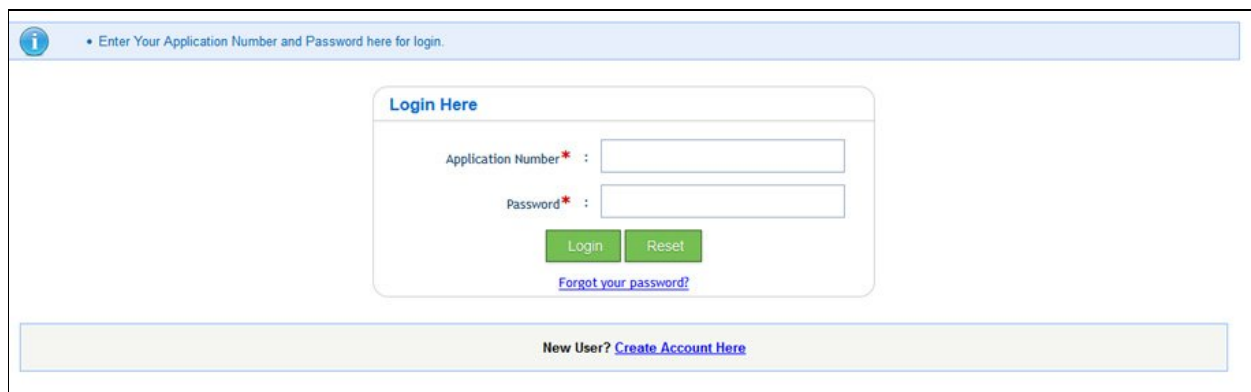 • Enter Your Application Number and Password here for login.
Login Here
Application Number* :
Password* :
Login Reset
Forgot your password?
New User? Create Account Here